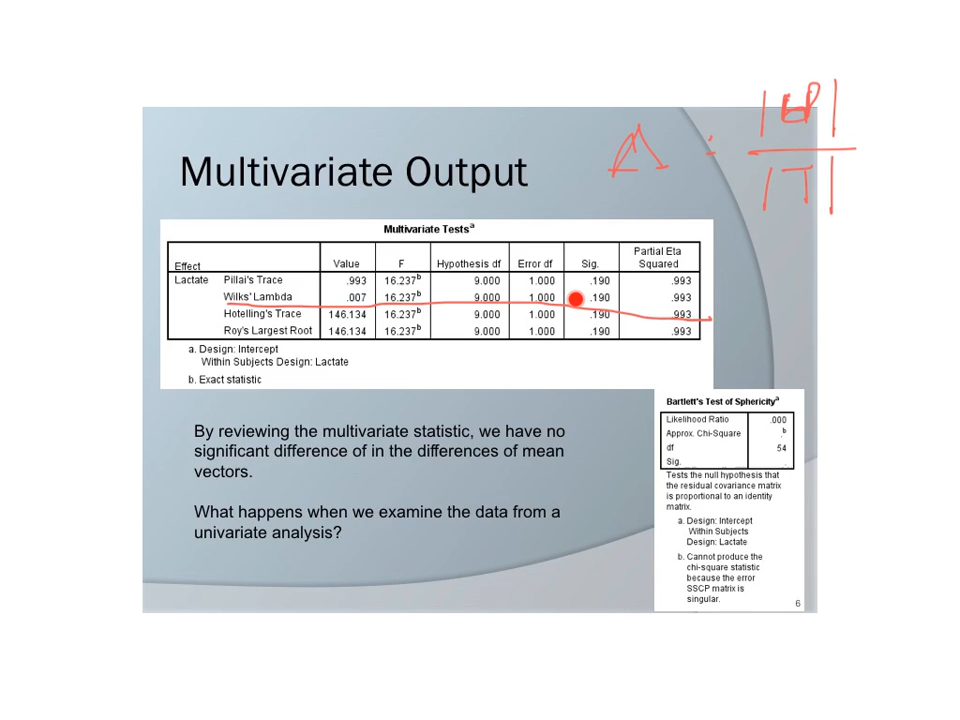 Multivariate Output
Λ = | | / |T|
Multivariate Testsᵃ
Effect Value F Hypothesis df Error df Sig. Partial Eta Squared
Lactate Pillai's Trace .993 16.237ᵇ 9.000 1.000 .190 .993
Wilks' Lambda .007 16.237ᵇ 9.000 1.000 .190 .993
Hotelling's Trace 146.134 16.237ᵇ 9.000 1.000 .190 .993
Roy's Largest Root 146.134 16.237ᵇ 9.000 1.000 .190 .993
a. Design: Intercept
Within Subjects Design: Lactate
b. Exact statistic
By reviewing the multivariate statistic, we have no
significant difference of in the differences of mean
vectors.
What happens when we examine the data from a
univariate analysis?
Bartlett's Test of Sphericityᵃ
Likelihood Ratio .000
Approx. Chi-Square .ᵇ
df 54
Sig. .
Tests the null hypothesis that
the residual covariance matrix
is proportional to an identity
matrix.
a. Design: Intercept
Within Subjects
Design: Lactate
b. Cannot produce the
chi-square statistic
because the error
SSCP matrix is
singular.
6